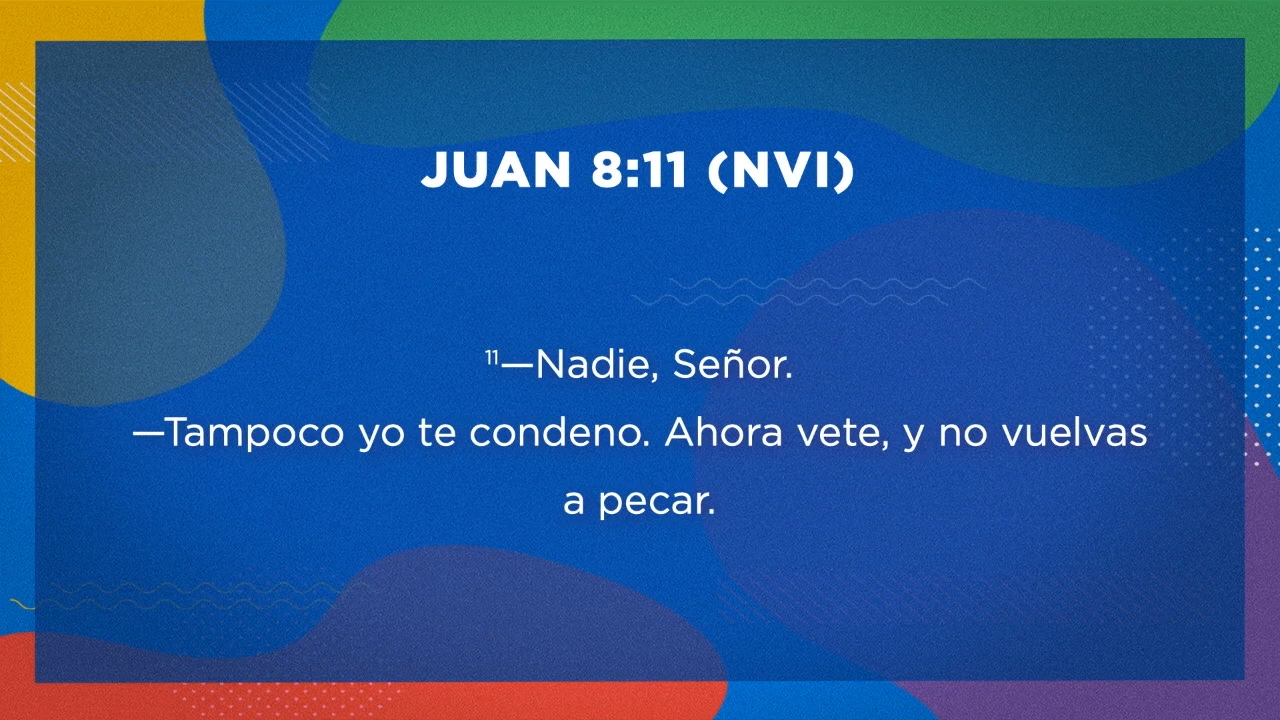 JUAN 8:11 (NVI)
¹¹—Nadie, Señor.
—Tampoco yo te condeno. Ahora vete, y no vuelvas
a pecar.